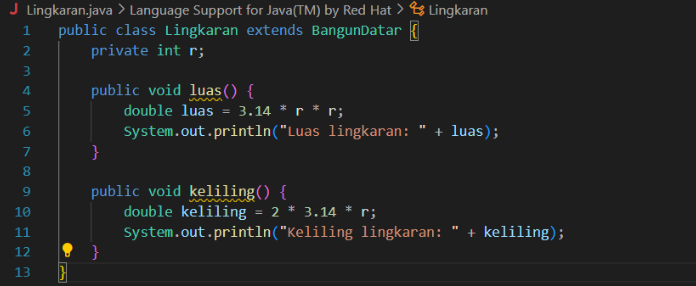 Lingkaran.java > Language Support for Java(TM) by Red Hat > Lingkaran
1 public class Lingkaran extends BangunDatar {
2     private int r;
3
4     public void luas() {
5         double luas = 3.14 * r * r;
6         System.out.println("Luas lingkaran: " + luas);
7     }
8
9     public void keliling() {
10         double keliling = 2 * 3.14 * r;
11         System.out.println("Keliling lingkaran: " + keliling);
12     }
13 }